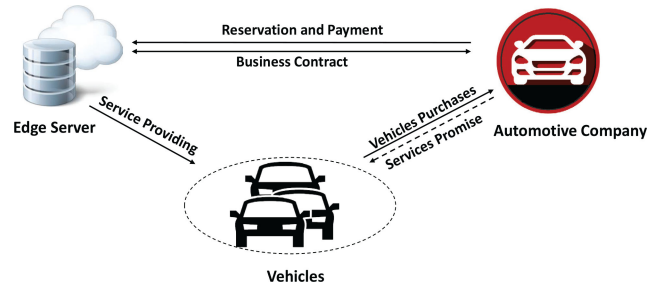 Reservation and Payment
Business Contract
Edge Server
Service Providing
Vehicles Purchases
Services Promise
Automotive Company
Vehicles